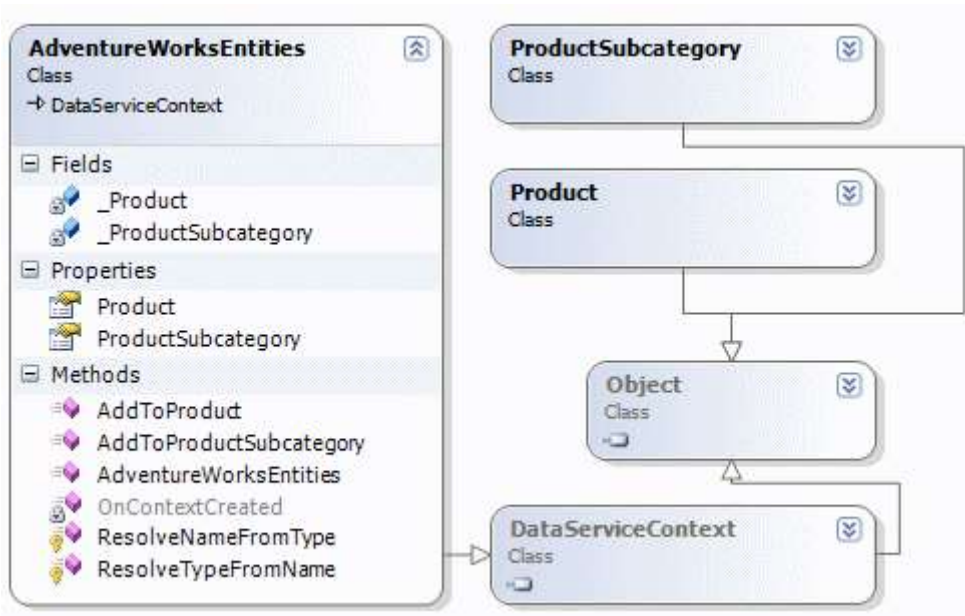 AdventureWorksEntities
Class
DataServiceContext
Fields
_Product
_ProductSubcategory
Properties
Product
ProductSubcategory
Methods
AddToProduct
AddToProductSubcategory
AdventureWorksEntities
OnContextCreated
ResolveNameFromType
ResolveTypeFromName
ProductSubcategory
Class
Product
Class
Object
Class
DataServiceContext
Class